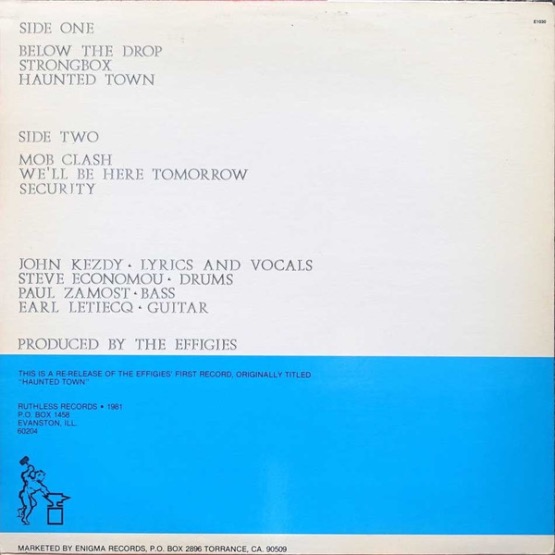 SIDE ONE
E1090
BELOW THE DROP
STRONGBOX
HAUNTED TOWN
SIDE TWO
MOB CLASH
WE'LL BE HERE TOMORROW
SECURITY
JOHN KEZDY • LYRICS AND VOCALS
STEVE ECONOMOU • DRUMS
PAUL ZAMOST • BASS
EARL LETIECQ • GUITAR
PRODUCED BY THE EFFIGIES
THIS IS A RE-RELEASE OF THE EFFIGIES' FIRST RECORD, ORIGINALLY TITLED
"HAUNTED TOWN"
RUTHLESS RECORDS • 1981
P.O. BOX 1458
EVANSTON, ILL.
60204
MARKETED BY ENIGMA RECORDS, P.O. BOX 2896 TORRANCE, CA. 90509